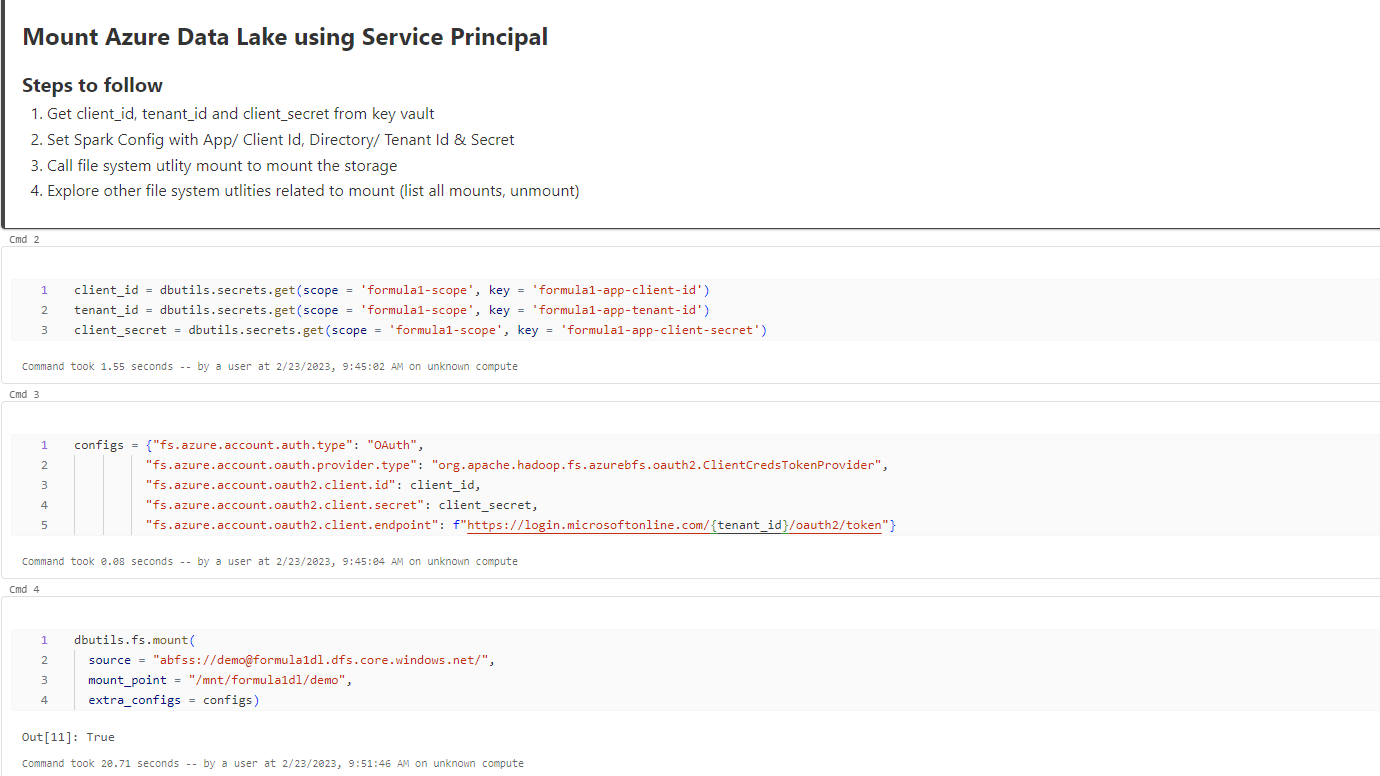 Mount Azure Data Lake using Service Principal
Steps to follow
1. Get client_id, tenant_id and client_secret from key vault
2. Set Spark Config with App/ Client Id, Directory/ Tenant Id & Secret
3. Call file system utlity mount to mount the storage
4. Explore other file system utlities related to mount (list all mounts, unmount)
Cmd 2
1 client_id = dbutils.secrets.get(scope = 'formula1-scope', key = 'formula1-app-client-id')
2 tenant_id = dbutils.secrets.get(scope = 'formula1-scope', key = 'formula1-app-tenant-id')
3 client_secret = dbutils.secrets.get(scope = 'formula1-scope', key = 'formula1-app-client-secret')
Command took 1.55 seconds -- by a user at 2/23/2023, 9:45:02 AM on unknown compute
Cmd 3
1 configs = {"fs.azure.account.auth.type": "OAuth",
2 "fs.azure.account.oauth.provider.type": "org.apache.hadoop.fs.azurebfs.oauth2.ClientCredsTokenProvider",
3 "fs.azure.account.oauth2.client.id": client_id,
4 "fs.azure.account.oauth2.client.secret": client_secret,
5 "fs.azure.account.oauth2.client.endpoint": f"https://login.microsoftonline.com/{tenant_id}/oauth2/token"}
Command took 0.08 seconds -- by a user at 2/23/2023, 9:45:04 AM on unknown compute
Cmd 4
1 dbutils.fs.mount(
2 source = "abfss://demo@formula1dl.dfs.core.windows.net/",
3 mount_point = "/mnt/formula1dl/demo",
4 extra_configs = configs)
Out[11]: True
Command took 20.71 seconds -- by a user at 2/23/2023, 9:51:46 AM on unknown compute